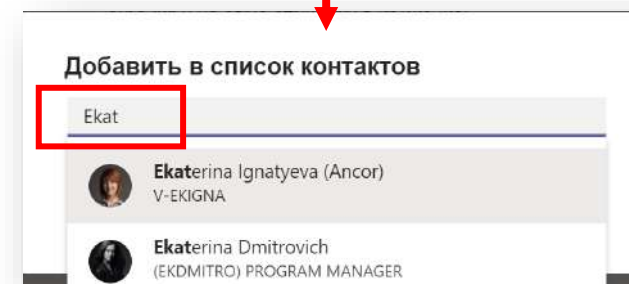 Добавить в список контактов
Ekat
Ekaterina Ignatyeva (Ancor)
V-EKIGNA
Ekaterina Dmitrovich
(EKDMITRO) PROGRAM MANAGER